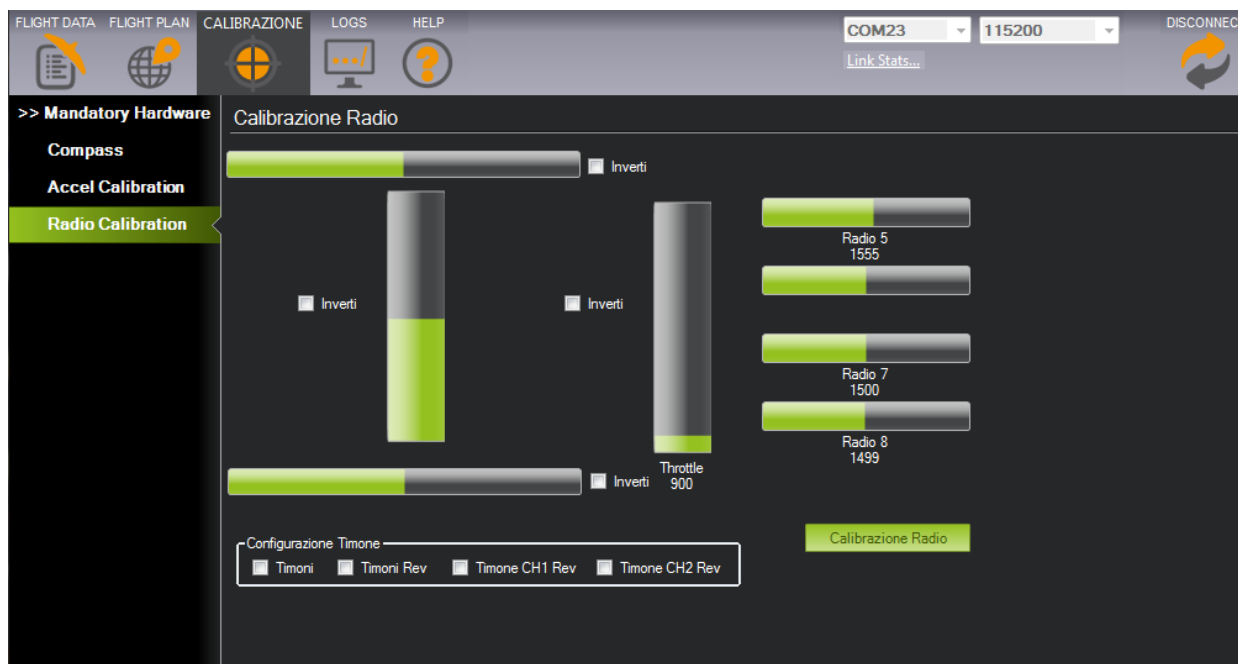 FLIGHT DATA FLIGHT PLAN CALIBRAZIONE LOGS HELP
COM23 115200
DISCONNEC
Link Stats...
>> Mandatory Hardware
Compass
Accel Calibration
Radio Calibration
Calibrazione Radio
Inverti
Inverti
Inverti
Radio 5
1555
Radio 7
1500
Radio 8
1499
Throttle
Inverti 900
Calibrazione Radio
Configurazione Timone
Timoni Timoni Rev Timone CH1 Rev Timone CH2 Rev